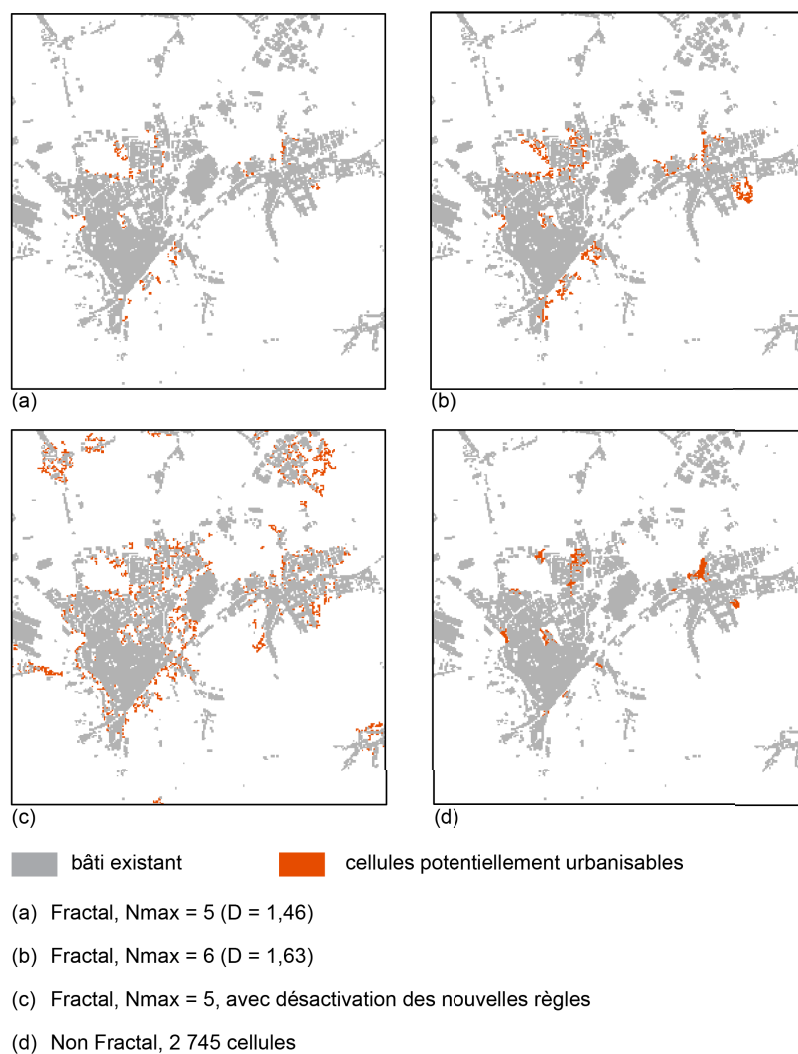 (a)
(b)
(c)
(d)
bâti existant
cellules potentiellement urbanisables
(a) Fractal, Nmax = 5 (D = 1,46)
(b) Fractal, Nmax = 6 (D = 1,63)
(c) Fractal, Nmax = 5, avec désactivation des nouvelles règles
(d) Non Fractal, 2 745 cellules